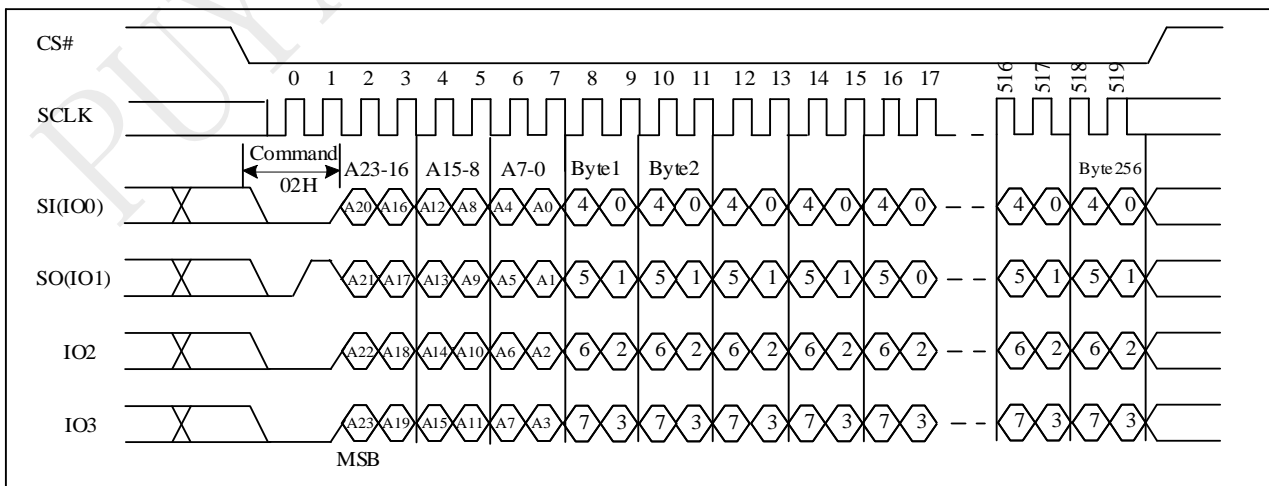 PUY
CS#
0 1 2 3 4 5 6 7 8 9 10 11 12 13 14 15 16 17 516 517 518 519
SCLK
Command
02H
A23-16 A15-8 A7-0 Byte1 Byte2 Byte256
SI(IO0) A20 A16 A12 A8 A4 A0 4 0 4 0 4 0 4 0 4 0 4 0 4 0
SO(IO1) A21 A17 A13 A9 A5 A1 5 1 5 1 5 1 5 1 5 0 5 1 5 1
IO2 A22 A18 A14 A10 A6 A2 6 2 6 2 6 2 6 2 6 2 6 2 6 2
IO3 A23 A19 A15 A11 A7 A3 7 3 7 3 7 3 7 3 7 3 7 3 7 3
MSB